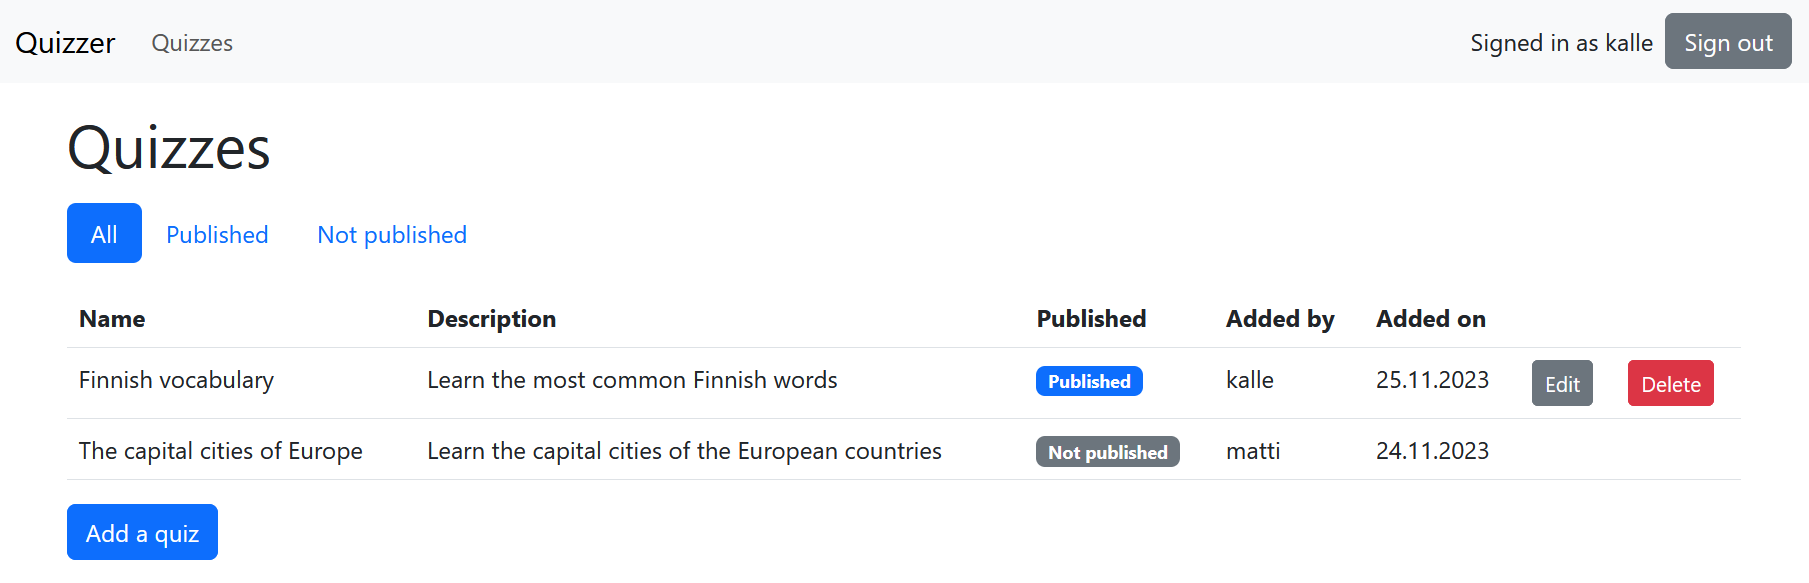 Quizzer Quizzes Signed in as kalle Sign out
Quizzes
All Published Not published
Name Description Published Added by Added on
Finnish vocabulary Learn the most common Finnish words Published kalle 25.11.2023 Edit Delete
The capital cities of Europe Learn the capital cities of the European countries Not published matti 24.11.2023
Add a quiz